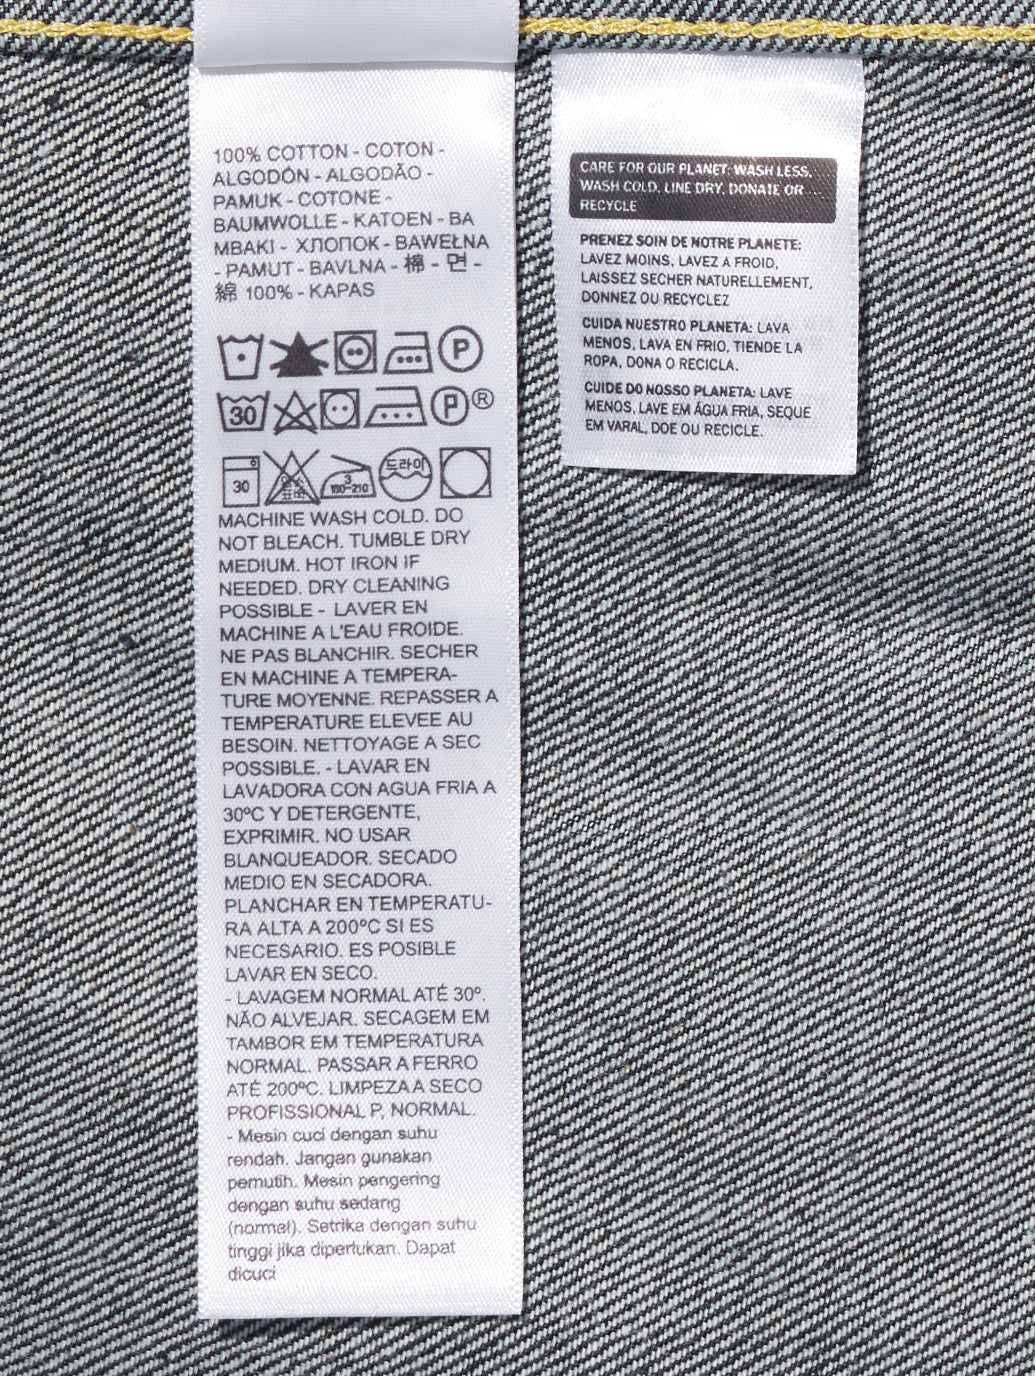 100% COTTON - COTON -
ALGODÓN - ALGODÃO -
PAMUK - COTONE -
BAUMWOLLE - KATOEN - BA
MBAKI - ХЛОПОК - BAWEŁNA
- PAMUT - BAVLNA - 棉 - 면 -
綿 100% - KAPAS
P
30
P®
30
드라이
3
180~210
MACHINE WASH COLD. DO
NOT BLEACH. TUMBLE DRY
MEDIUM. HOT IRON IF
NEEDED. DRY CLEANING
POSSIBLE - LAVER EN
MACHINE A L'EAU FROIDE.
NE PAS BLANCHIR. SECHER
EN MACHINE A TEMPERA-
TURE MOYENNE. REPASSER A
TEMPERATURE ELEVEE AU
BESOIN. NETTOYAGE A SEC
POSSIBLE. - LAVAR EN
LAVADORA CON AGUA FRIA A
30ºC Y DETERGENTE,
EXPRIMIR. NO USAR
BLANQUEADOR. SECADO
MEDIO EN SECADORA.
PLANCHAR EN TEMPERATU-
RA ALTA A 200ºC SI ES
NECESARIO. ES POSIBLE
LAVAR EN SECO.
- LAVAGEM NORMAL ATÉ 30º.
NÃO ALVEJAR. SECAGEM EM
TAMBOR EM TEMPERATURA
NORMAL. PASSAR A FERRO
ATÉ 200ºC. LIMPEZA A SECO
PROFISSIONAL P, NORMAL.
- Mesin cuci dengan suhu
rendah. Jangan gunakan
pemutih. Mesin pengering
dengan suhu sedang
(normal). Setrika dengan suhu
tinggi jika diperlukan. Dapat
dicuci
CARE FOR OUR PLANET: WASH LESS,
WASH COLD, LINE DRY, DONATE OR
RECYCLE
PRENEZ SOIN DE NOTRE PLANETE:
LAVEZ MOINS, LAVEZ A FROID,
LAISSEZ SECHER NATURELLEMENT,
DONNEZ OU RECYCLEZ
CUIDA NUESTRO PLANETA: LAVA
MENOS, LAVA EN FRIO, TIENDE LA
ROPA, DONA O RECICLA.
CUIDE DO NOSSO PLANETA: LAVE
MENOS, LAVE EM ÁGUA FRIA, SEQUE
EM VARAL, DOE OU RECICLE.